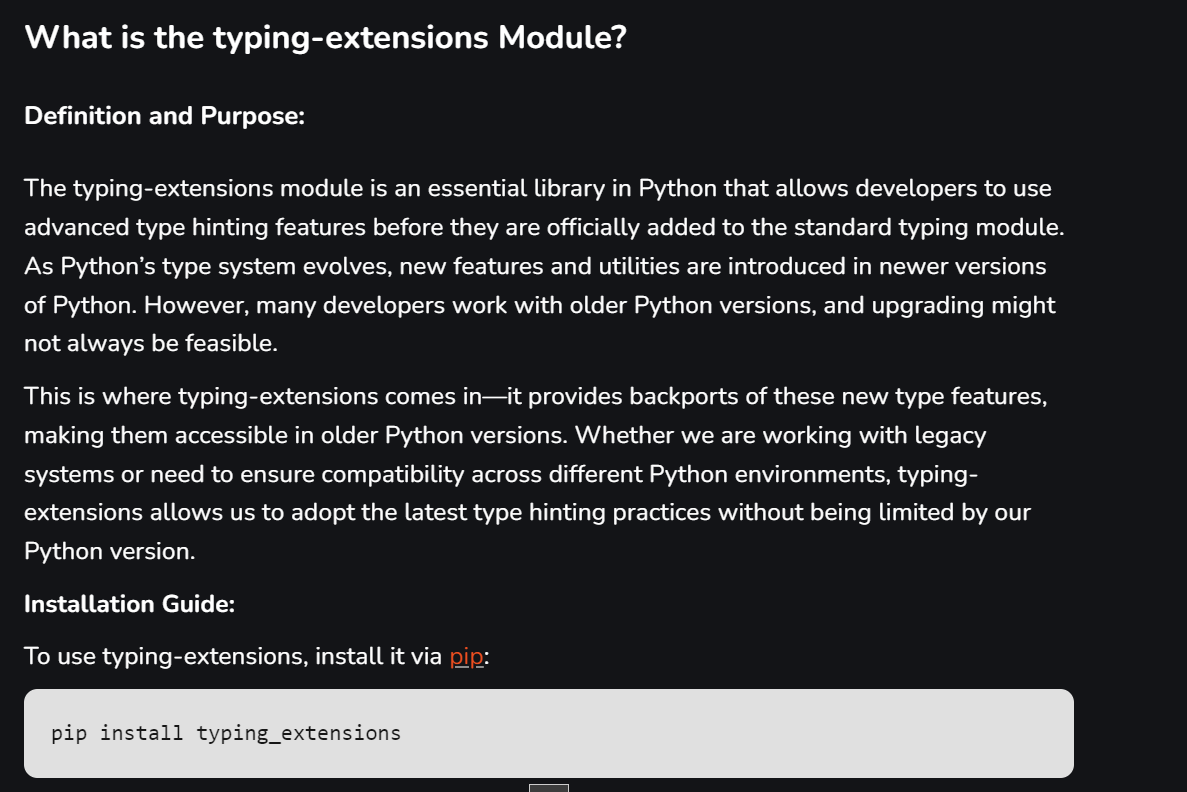 What is the typing-extensions Module?
Definition and Purpose:
The typing-extensions module is an essential library in Python that allows developers to use
advanced type hinting features before they are officially added to the standard typing module.
As Python’s type system evolves, new features and utilities are introduced in newer versions
of Python. However, many developers work with older Python versions, and upgrading might
not always be feasible.
This is where typing-extensions comes in—it provides backports of these new type features,
making them accessible in older Python versions. Whether we are working with legacy
systems or need to ensure compatibility across different Python environments, typing-
extensions allows us to adopt the latest type hinting practices without being limited by our
Python version.
Installation Guide:
To use typing-extensions, install it via pip:
pip install typing_extensions